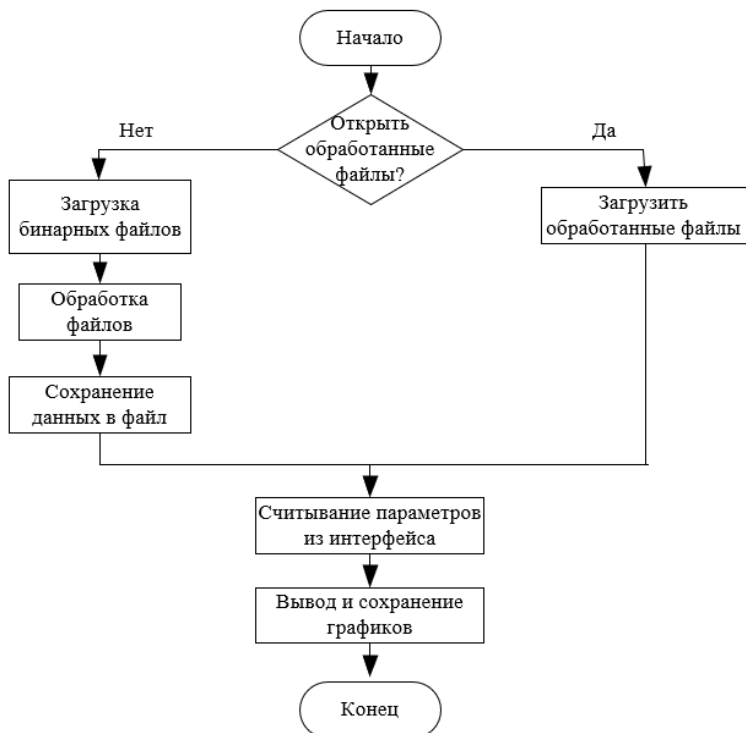 Начало
Открыть
обработанные
файлы?
Нет
Да
Загрузка
бинарных файлов
Загрузить
обработанные файлы
Обработка
файлов
Сохранение
данных в файл
Считывание параметров
из интерфейса
Вывод и сохранение
графиков
Конец